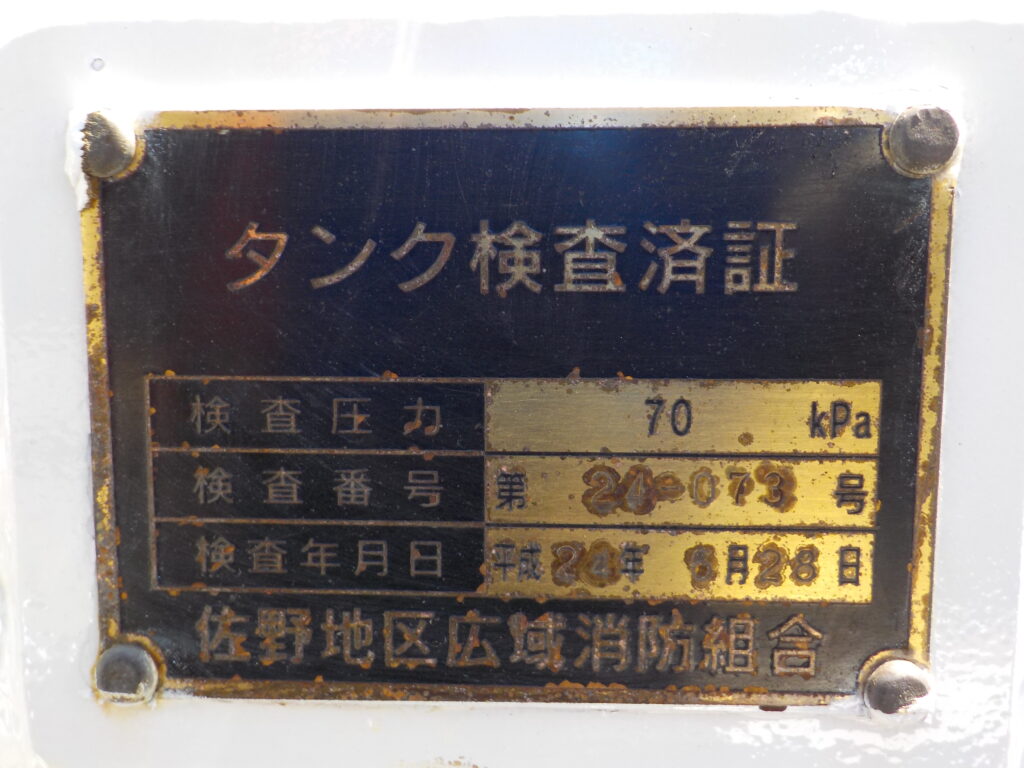 タンク検査済証
検査圧力 70 kPa
検査番号 第 24-073 号
検査年月日 平成24年 月28日
佐野地区広域消防組合